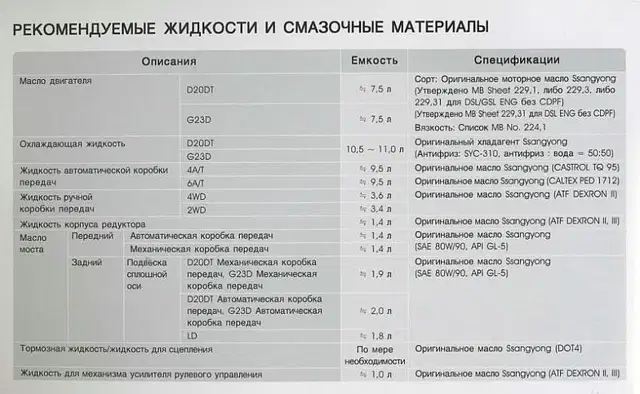 РЕКОМЕНДУЕМЫЕ ЖИДКОСТИ И СМАЗОЧНЫЕ МАТЕРИАЛЫ
Описания Емкость Спецификации
Масло двигателя D20DT ≒ 7,5 л Сорт: Оригинальное моторное масло Ssangyong
(Утверждено MB Sheet 229,1, либо 229,3, либо
229,31 для DSL/GSL ENG без CDPF)
G23D ≒ 7,5 л (Утверждено MB Sheet 229,31 для DSL ENG без CDPF)
Вязкость: Список MB No. 224,1
Охлаждающая жидкость D20DT 10,5 ~ 11,0 л Оригинальный хладагент Ssangyong
G23D (Антифриз: SYC-310, антифриз : вода = 50:50)
Жидкость автоматической коробки 4A/T ≒ 9,5 л Оригинальное масло Ssangyong (CASTROL TQ 95)
передач 6A/T ≒ 9,5 л Оригинальное масло Ssangyong (CALTEX PED 1712)
Жидкость ручной 4WD ≒ 3,6 л Оригинальное масло Ssangyong (ATF DEXRON II)
коробки передач 2WD ≒ 3,4 л
Жидкость корпуса редуктора ≒ 1,4 л Оригинальное масло Ssangyong (ATF DEXRON II, III)
Масло Передний Автоматическая коробка передач ≒ 1,4 л Оригинальное масло Ssangyong
моста Механическая коробка передач ≒ 1,4 л (SAE 80W/90, API GL-5)
Задний Подвеска D20DT Механическая коробка ≒ 1,9 л Оригинальное масло Ssangyong
сплошной передач, G23D Механическая (SAE 80W/90, API GL-5)
оси коробка передач
D20DT Автоматическая коробка ≒ 2,0 л
передач, G23D Автоматическая
коробка передач
LD ≒ 1,8 л
Тормозная жидкость/жидкость для сцепления По мере Оригинальное масло Ssangyong (DOT4)
необходимости
Жидкость для механизма усилителя рулевого управления ≒ 1,0 л Оригинальное масло Ssangyong (ATF DEXRON II, III)